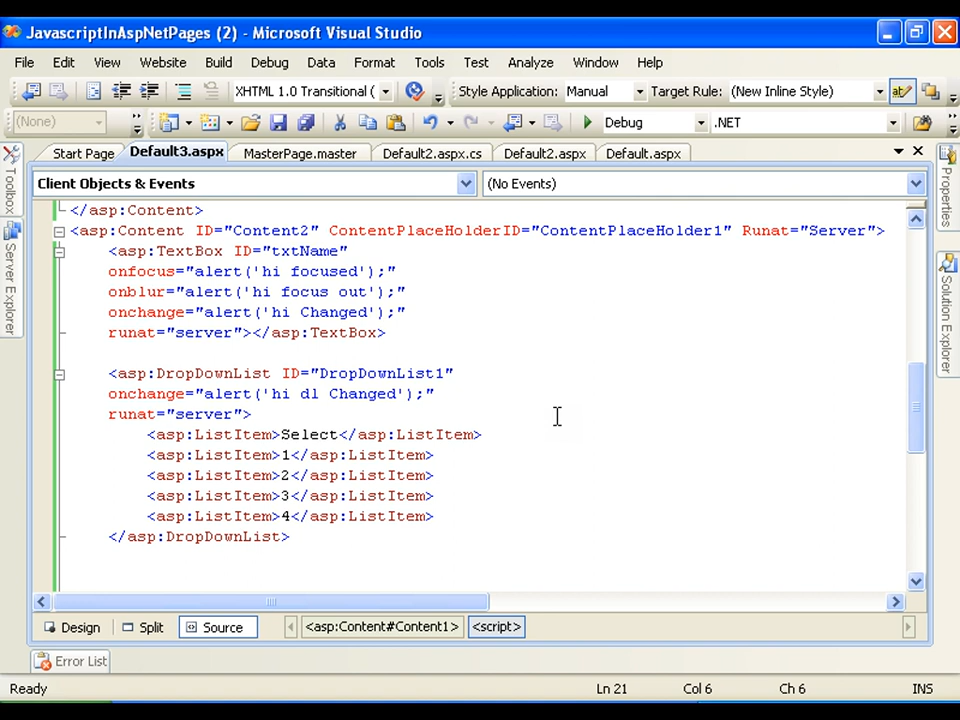 JavascriptInAspNetPages (2) - Microsoft Visual Studio
File Edit View Website Build Debug Data Format Tools Test Analyze Window Help
XHTML 1.0 Transitional ( Style Application: Manual Target Rule: (New Inline Style)
(None) Debug .NET
Start Page Default3.aspx MasterPage.master Default2.aspx.cs Default2.aspx Default.aspx
Client Objects & Events (No Events)
Toolbox
Server Explorer
Properties
Solution Explorer
</asp:Content>
<asp:Content ID="Content2" ContentPlaceHolderID="ContentPlaceHolder1" Runat="Server">
<asp:TextBox ID="txtName"
onfocus="alert('hi focused');"
onblur="alert('hi focus out');"
onchange="alert('hi Changed');"
runat="server"></asp:TextBox>
<asp:DropDownList ID="DropDownList1"
onchange="alert('hi dl Changed');"
runat="server">
<asp:ListItem>Select</asp:ListItem>
<asp:ListItem>1</asp:ListItem>
<asp:ListItem>2</asp:ListItem>
<asp:ListItem>3</asp:ListItem>
<asp:ListItem>4</asp:ListItem>
</asp:DropDownList>
Design Split Source <asp:Content#Content1> <script>
Error List
Ready Ln 21 Col 6 Ch 6 INS